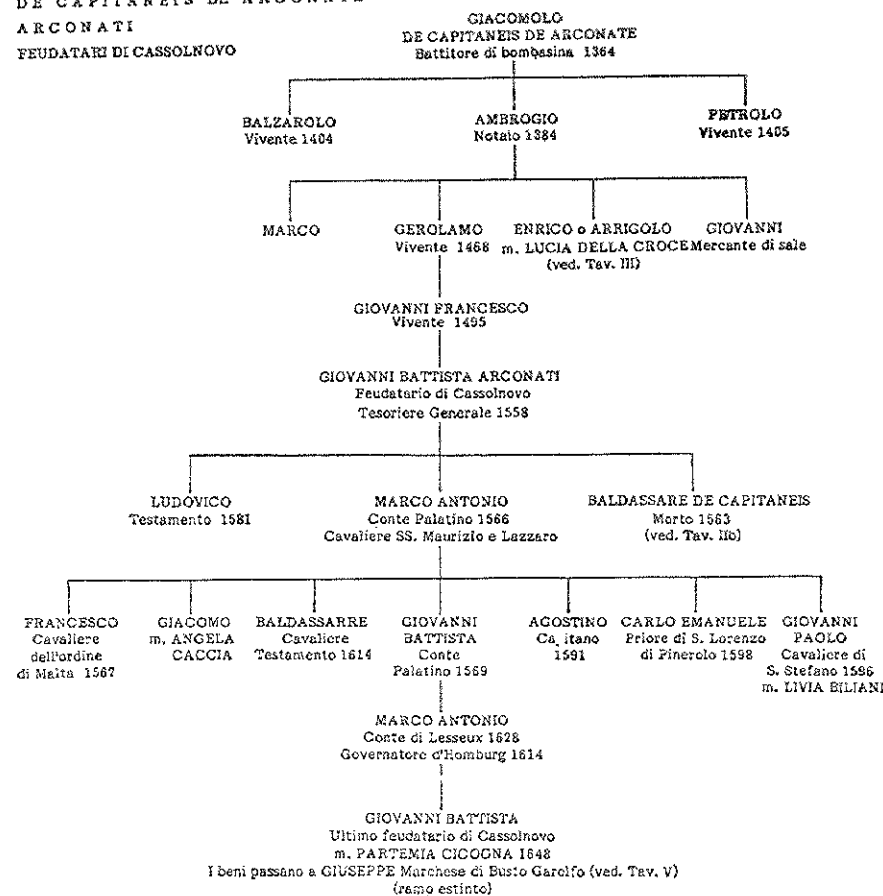 DE CAPITANEIS DE ARCONATE
ARCONATI
FEUDATARI DI CASSOLNOVO
GIACOMOLO
DE CAPITANEIS DE ARCONATE
Battitore di bombasina 1364
BALZAROLO
Vivente 1404
AMBROGIO
Notaio 1384
PETROLO
Vivente 1405
MARCO
GEROLAMO
Vivente 1468
ENRICO o ARRIGOLO
m. LUCIA DELLA CROCE
(ved. Tav. III)
GIOVANNI
Mercante di sale
GIOVANNI FRANCESCO
Vivente 1495
GIOVANNI BATTISTA ARCONATI
Feudatario di Cassolnovo
Tesoriere Generale 1558
LUDOVICO
Testamento 1581
MARCO ANTONIO
Conte Palatino 1566
Cavaliere SS. Maurizio e Lazzaro
BALDASSARE DE CAPITANEIS
Morto 1563
(ved. Tav. IIb)
FRANCESCO
Cavaliere
dell'ordine
di Malta 1567
GIACOMO
m. ANGELA
CACCIA
BALDASSARRE
Cavaliere
Testamento 1614
GIOVANNI
BATTISTA
Conte
Palatino 1569
AGOSTINO
Ca itano
1591
CARLO EMANUELE
Priore di S. Lorenzo
di Pinerolo 1598
GIOVANNI
PAOLO
Cavaliere di
S. Stefano 1596
m. LIVIA BILIANI
MARCO ANTONIO
Conte di Lesseux 1628
Governatore d'Homburg 1614
GIOVANNI BATTISTA
Ultimo feudatario di Cassolnovo
m. PARTEMIA CICOGNA 1648
I beni passano a GIUSEPPE Marchese di Busto Garolfo (ved. Tav. V)
(ramo estinto)